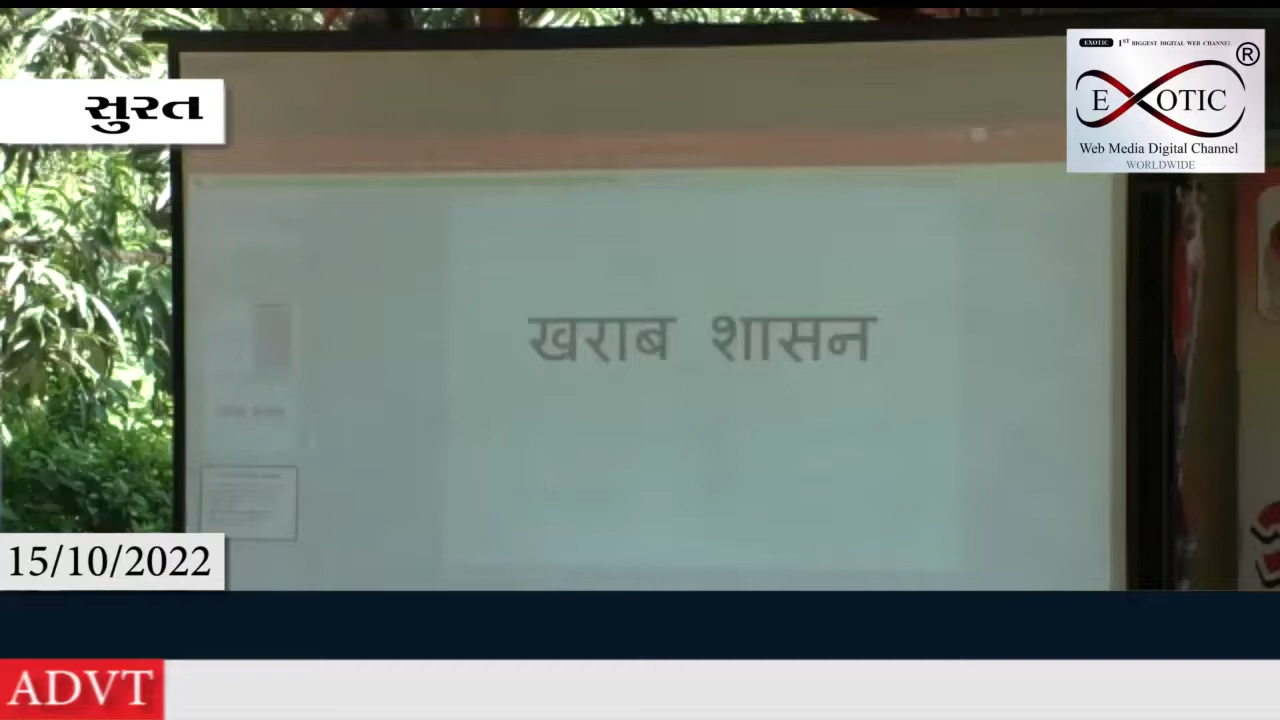 EXOTIC 1ST BIGGEST DIGITAL WEB CHANNEL
®
EXOTIC
Web Media Digital Channel
WORLDWIDE
સુરત
खराब शासन
15/10/2022
ADVT